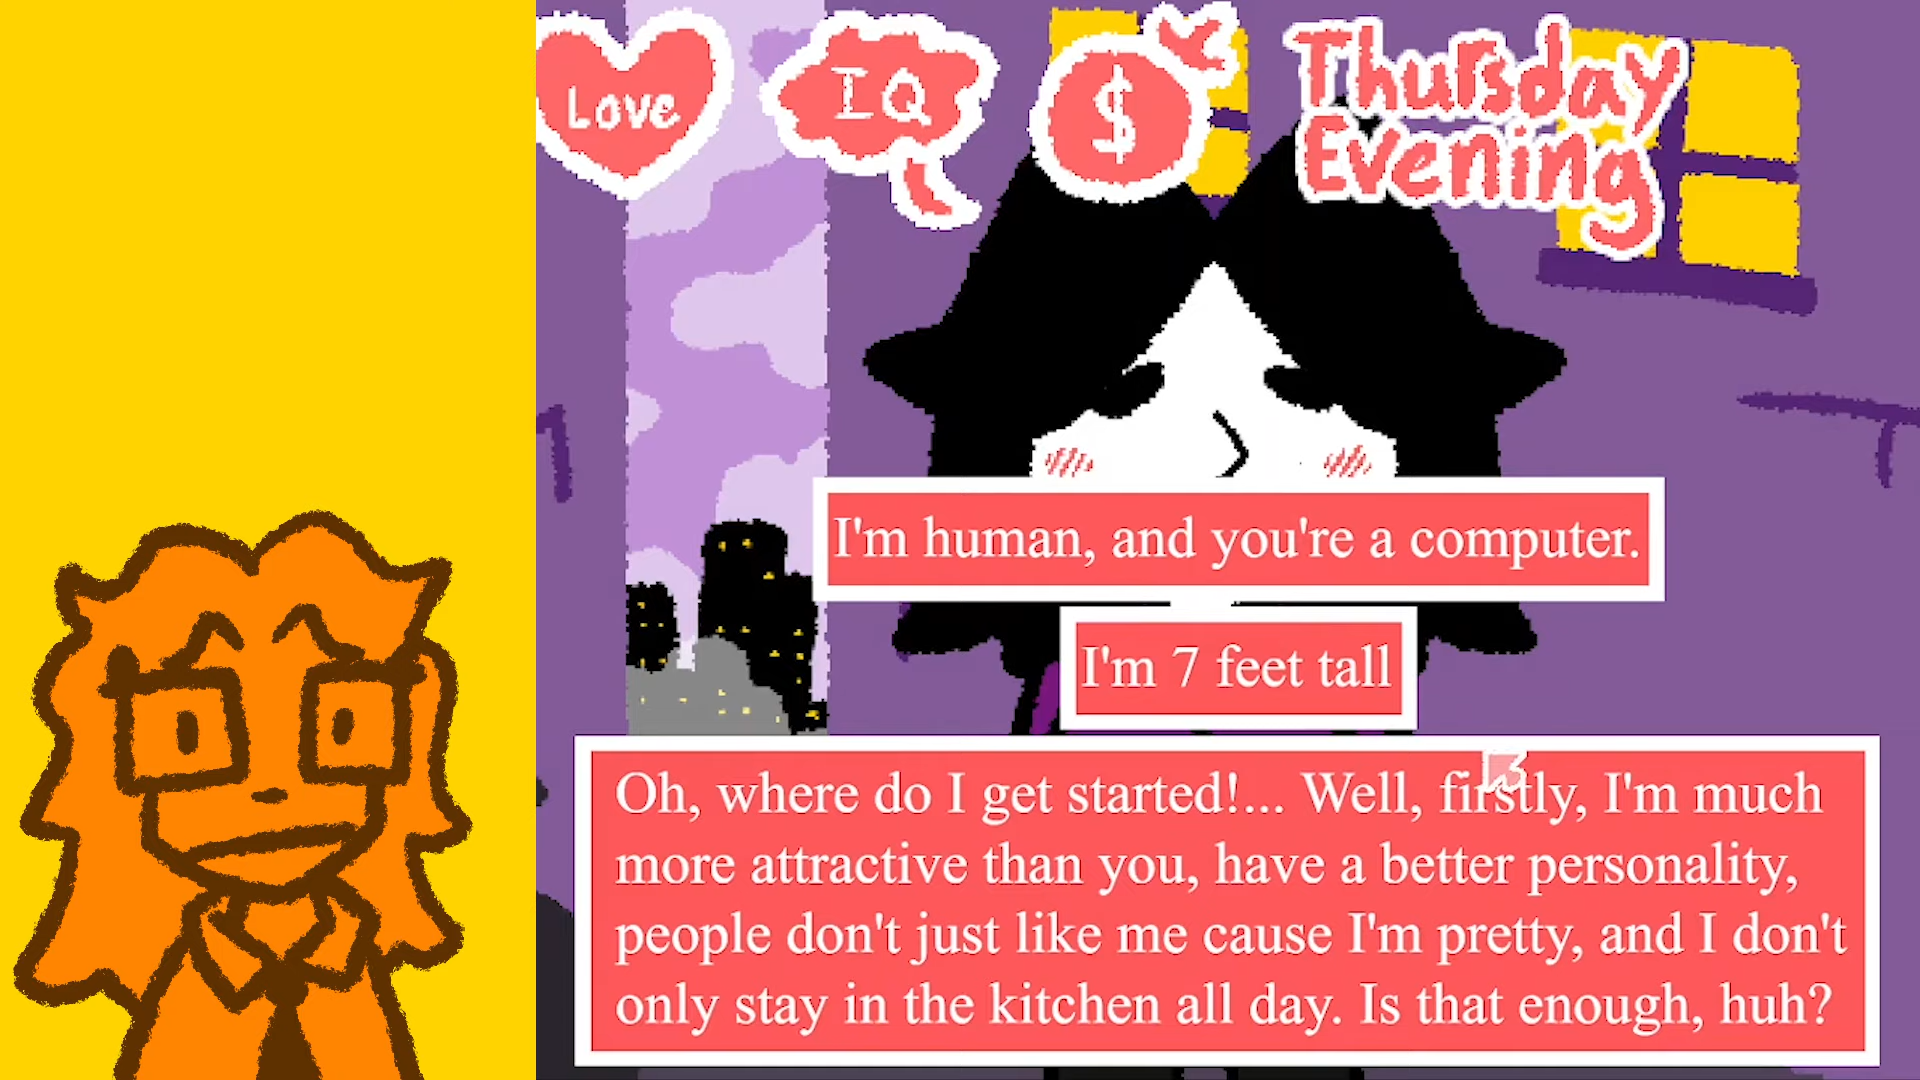 Love
IQ
$
Thursday
Evening
I'm human, and you're a computer.
I'm 7 feet tall
Oh, where do I get started!... Well, firstly, I'm much
more attractive than you, have a better personality,
people don't just like me cause I'm pretty, and I don't
only stay in the kitchen all day. Is that enough, huh?